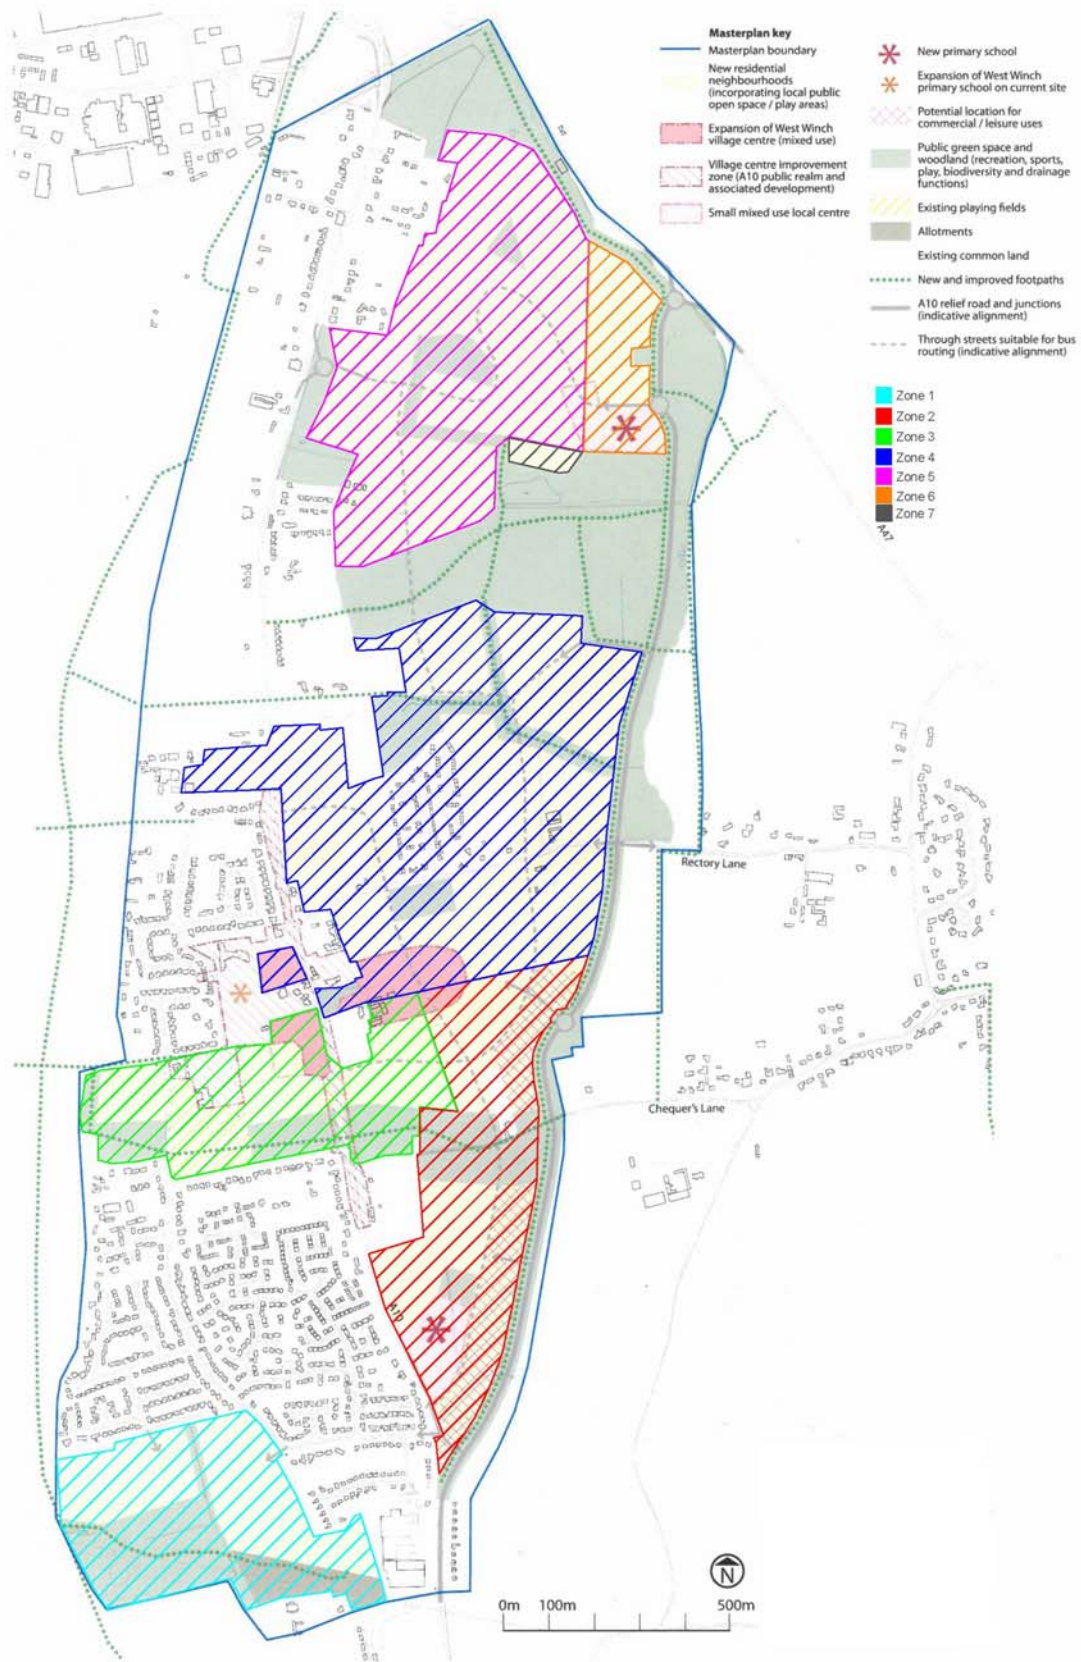 Masterplan key
Masterplan boundary
New residential
neighbourhoods
(incorporating local public
open space / play areas)
Expansion of West Winch
village centre (mixed use)
Village centre improvement
zone (A10 public realm and
associated development)
Small mixed use local centre
New primary school
Expansion of West Winch
primary school on current site
Potential location for
commercial / leisure uses
Public green space and
woodland (recreation, sports,
play, biodiversity and drainage
functions)
Existing playing fields
Allotments
Existing common land
New and improved footpaths
A10 relief road and junctions
(indicative alignment)
Through streets suitable for bus
routing (indicative alignment)
Zone 1
Zone 2
Zone 3
Zone 4
Zone 5
Zone 6
Zone 7
A47
Rectory Lane
Chequer's Lane
A10
N
0m 100m 500m